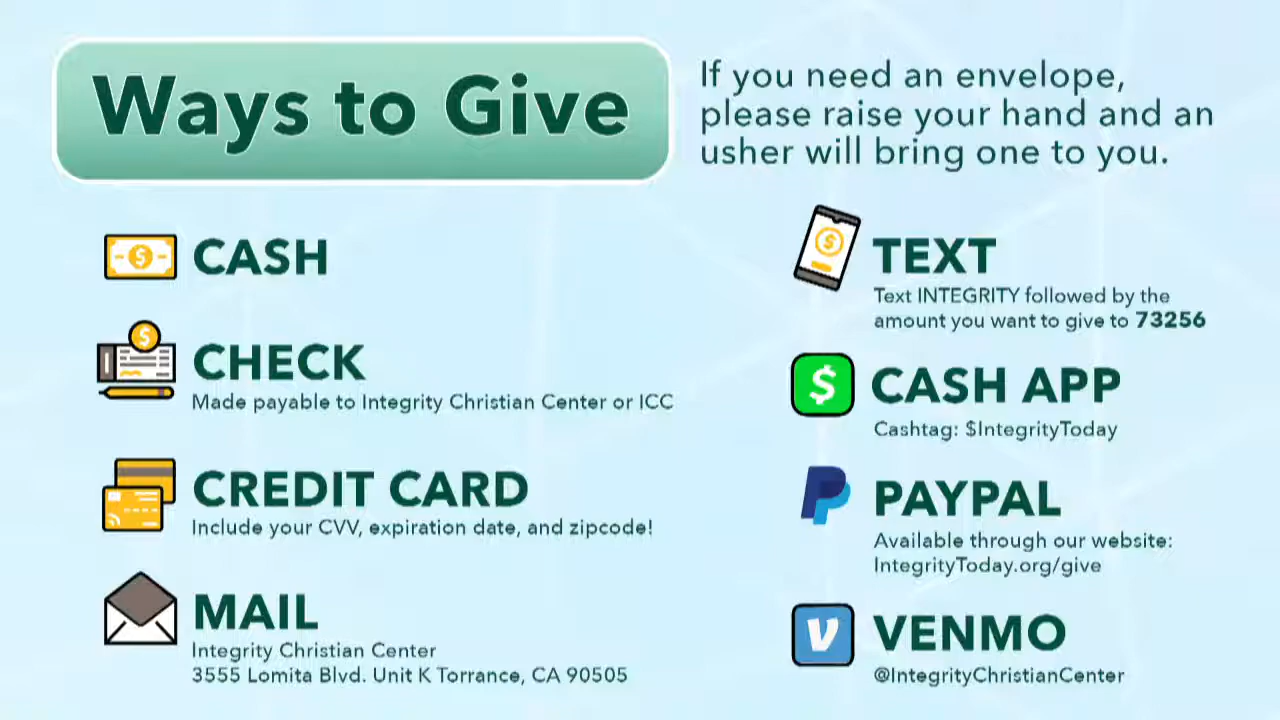 Ways to Give
If you need an envelope,
please raise your hand and an
usher will bring one to you.
CASH
CHECK
Made payable to Integrity Christian Center or ICC
CREDIT CARD
Include your CVV, expiration date, and zipcode!
MAIL
Integrity Christian Center
3555 Lomita Blvd. Unit K Torrance, CA 90505
TEXT
Text INTEGRITY followed by the
amount you want to give to 73256
CASH APP
Cashtag: $IntegrityToday
PAYPAL
Available through our website:
IntegrityToday.org/give
VENMO
@IntegrityChristianCenter